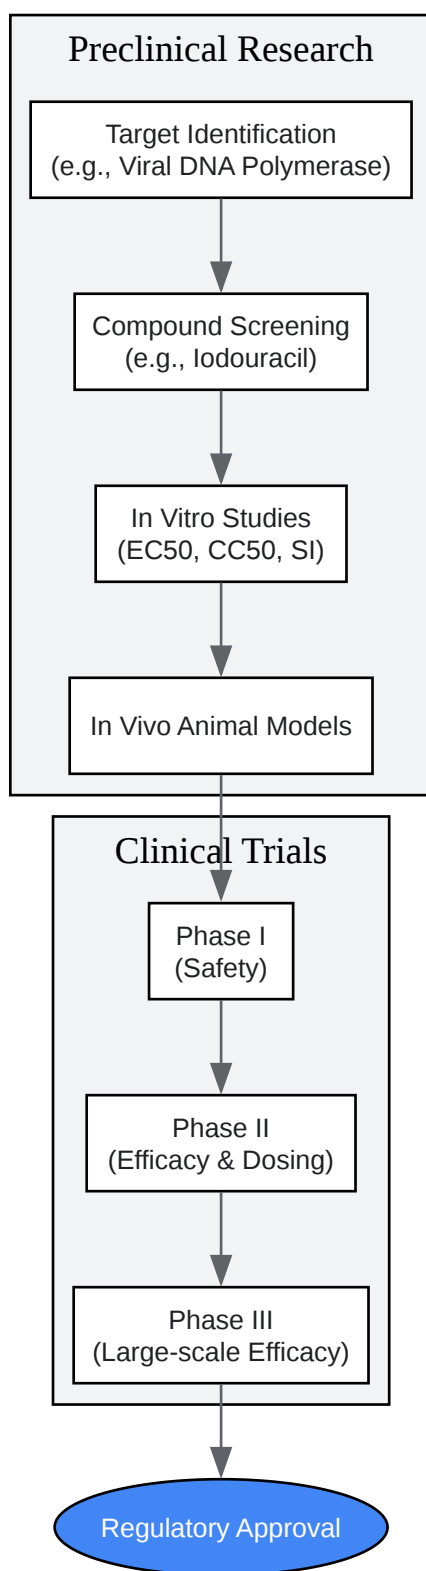 Preclinical Research
Target Identification
(e.g., Viral DNA Polymerase)
Compound Screening
(e.g., Iodouracil)
In Vitro Studies
(EC50, CC50, SI)
In Vivo Animal Models
Clinical Trials
Phase I
(Safety)
Phase II
(Efficacy & Dosing)
Phase III
(Large-scale Efficacy)
Regulatory Approval